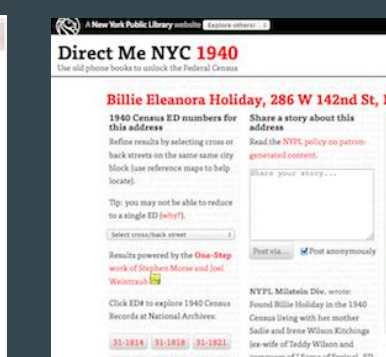 A New York Public Library website Explore others!
Direct Me NYC 1940
Use old phone books to unlock the Federal Census
Billie Eleanora Holiday, 286 W 142nd St,
1940 Census ED numbers for
this address
Refine results by selecting cross or
back streets on the same same city
block (use reference maps to help
locate).
Tip: you may not be able to reduce
to a single ED (why?).
Select cross/back street
Results powered by the One-Step
work of Stephen Morse and Joel
Weintraub
Click ED# to explore 1940 Census
Records at National Archives:
31-1814 31-1818 31-1821
Share a story about this
address
Read the NYPL policy on patron-
generated content.
Share your story...
Post via... Post anonymously
NYPL Milstein Div. wrote:
Found Billie Holiday in the 1940
Census living with her mother
Sadie and Irene Wilson Kitchings
(ex-wife of Teddy Wilson and